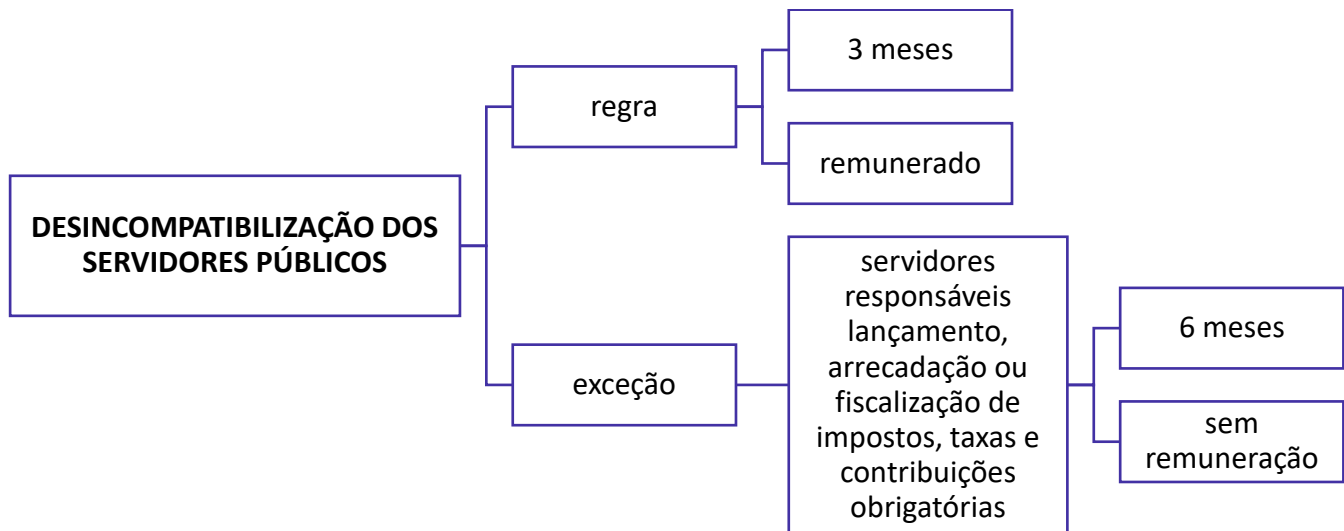 DESINCOMPATIBILIZAÇÃO DOS
SERVIDORES PÚBLICOS
regra
3 meses
remunerado
exceção
servidores
responsáveis
lançamento,
arrecadação ou
fiscalização de
impostos, taxas e
contribuições
obrigatórias
6 meses
sem
remuneração